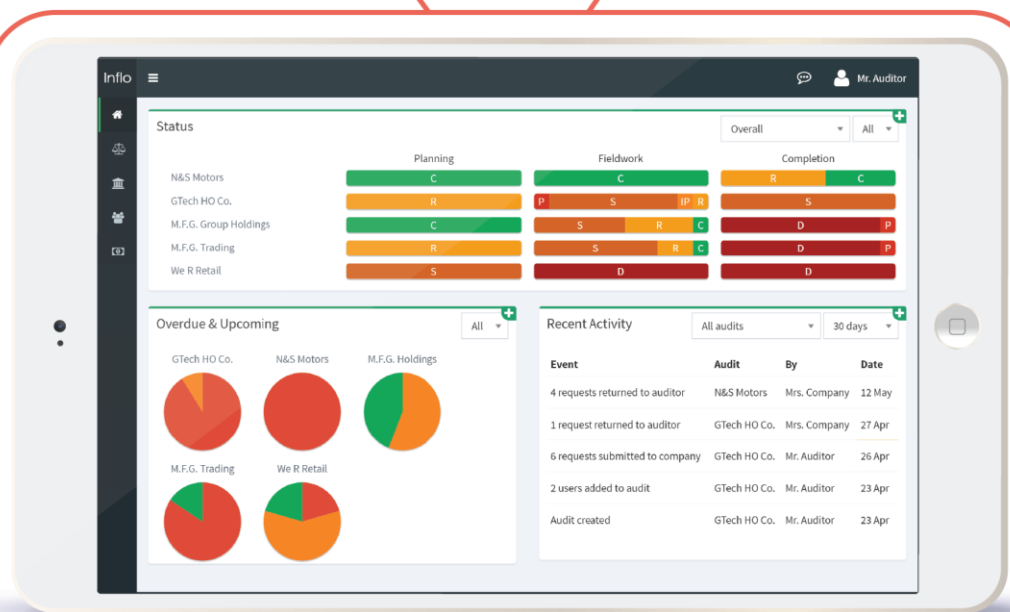 Inflo
Mr. Auditor
Status
Overall
All
Planning Fieldwork Completion
N&S Motors C C R C
GTech HO Co. R P S IP R S
M.F.G. Group Holdings C S R C D P
M.F.G. Trading R S R C D P
We R Retail S D D
Overdue & Upcoming
All
GTech HO Co. N&S Motors M.F.G. Holdings
M.F.G. Trading We R Retail
Recent Activity
All audits
30 days
Event Audit By Date
4 requests returned to auditor N&S Motors Mrs. Company 12 May
1 request returned to auditor GTech HO Co. Mrs. Company 27 Apr
6 requests submitted to company GTech HO Co. Mr. Auditor 26 Apr
2 users added to audit GTech HO Co. Mr. Auditor 23 Apr
Audit created GTech HO Co. Mr. Auditor 23 Apr